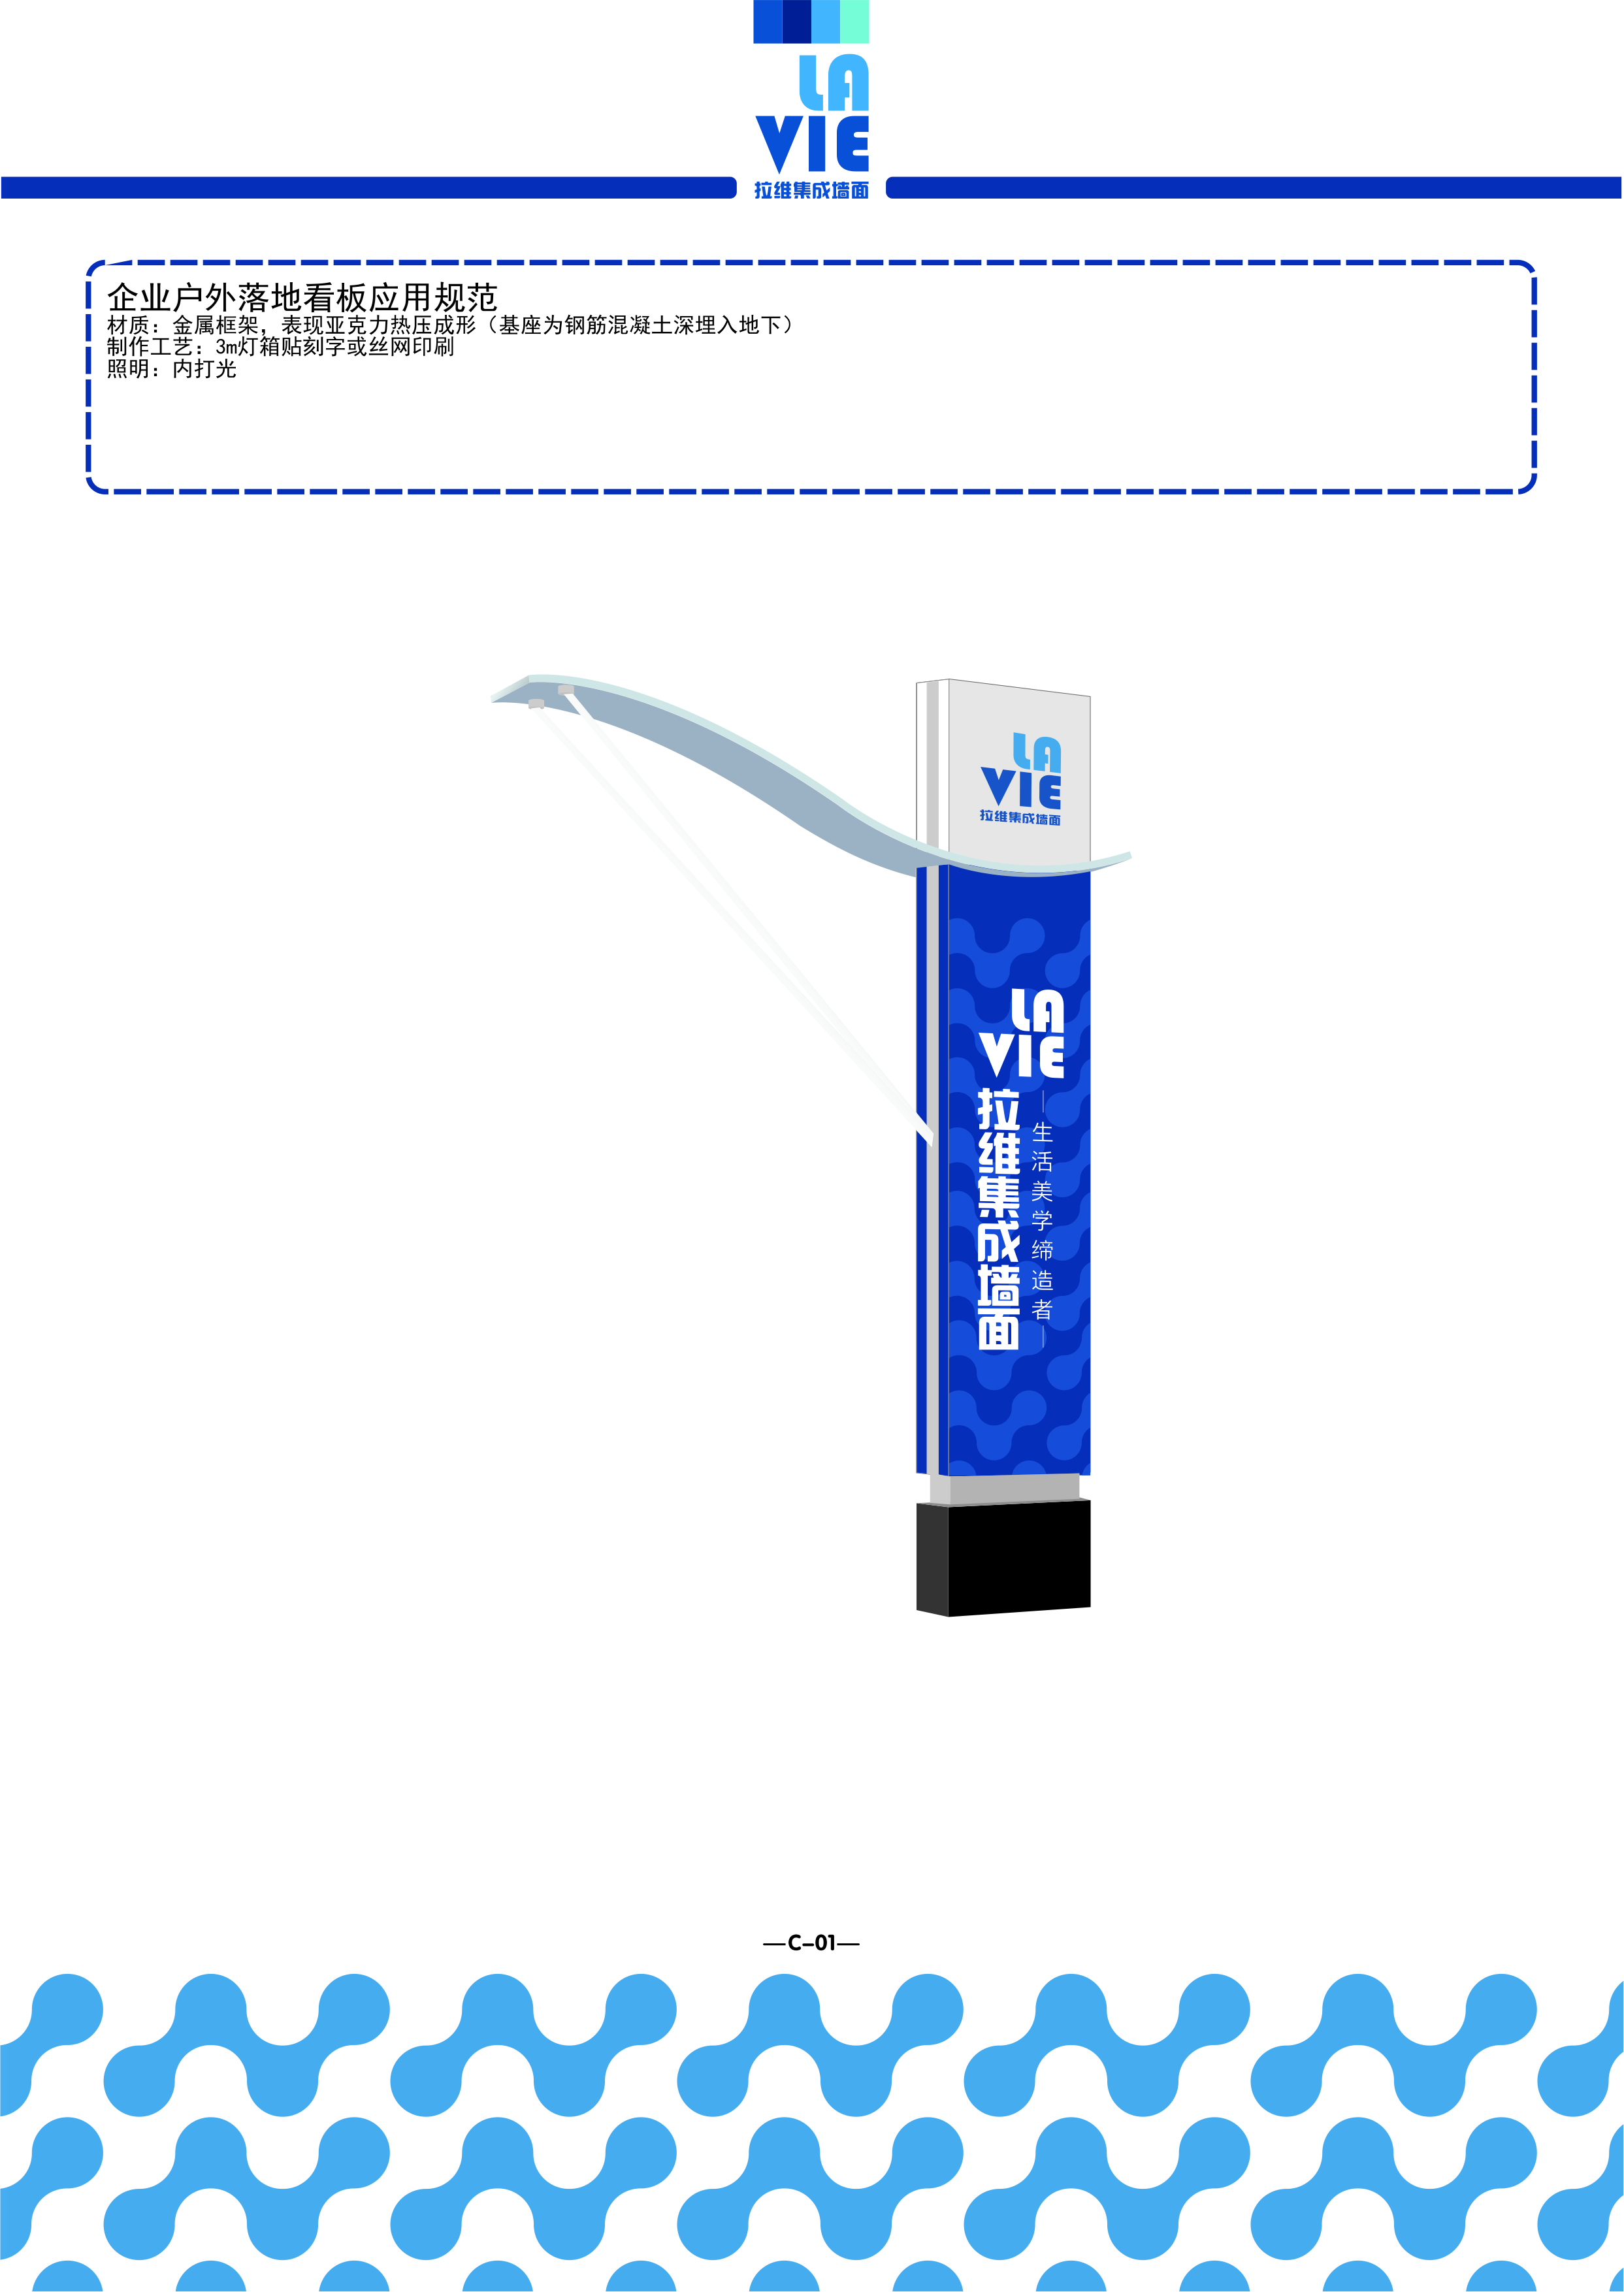 LA
VIE
拉维集成墙面
企业户外落地看板应用规范
材质：金属框架，表现亚克力热压成形（基座为钢筋混凝土深埋入地下）
制作工艺：3m灯箱贴刻字或丝网印刷
照明：内打光
LA
VIE
拉维集成墙面
LA
VIE
拉维集成墙面
生活美学缔造者
—C-01—